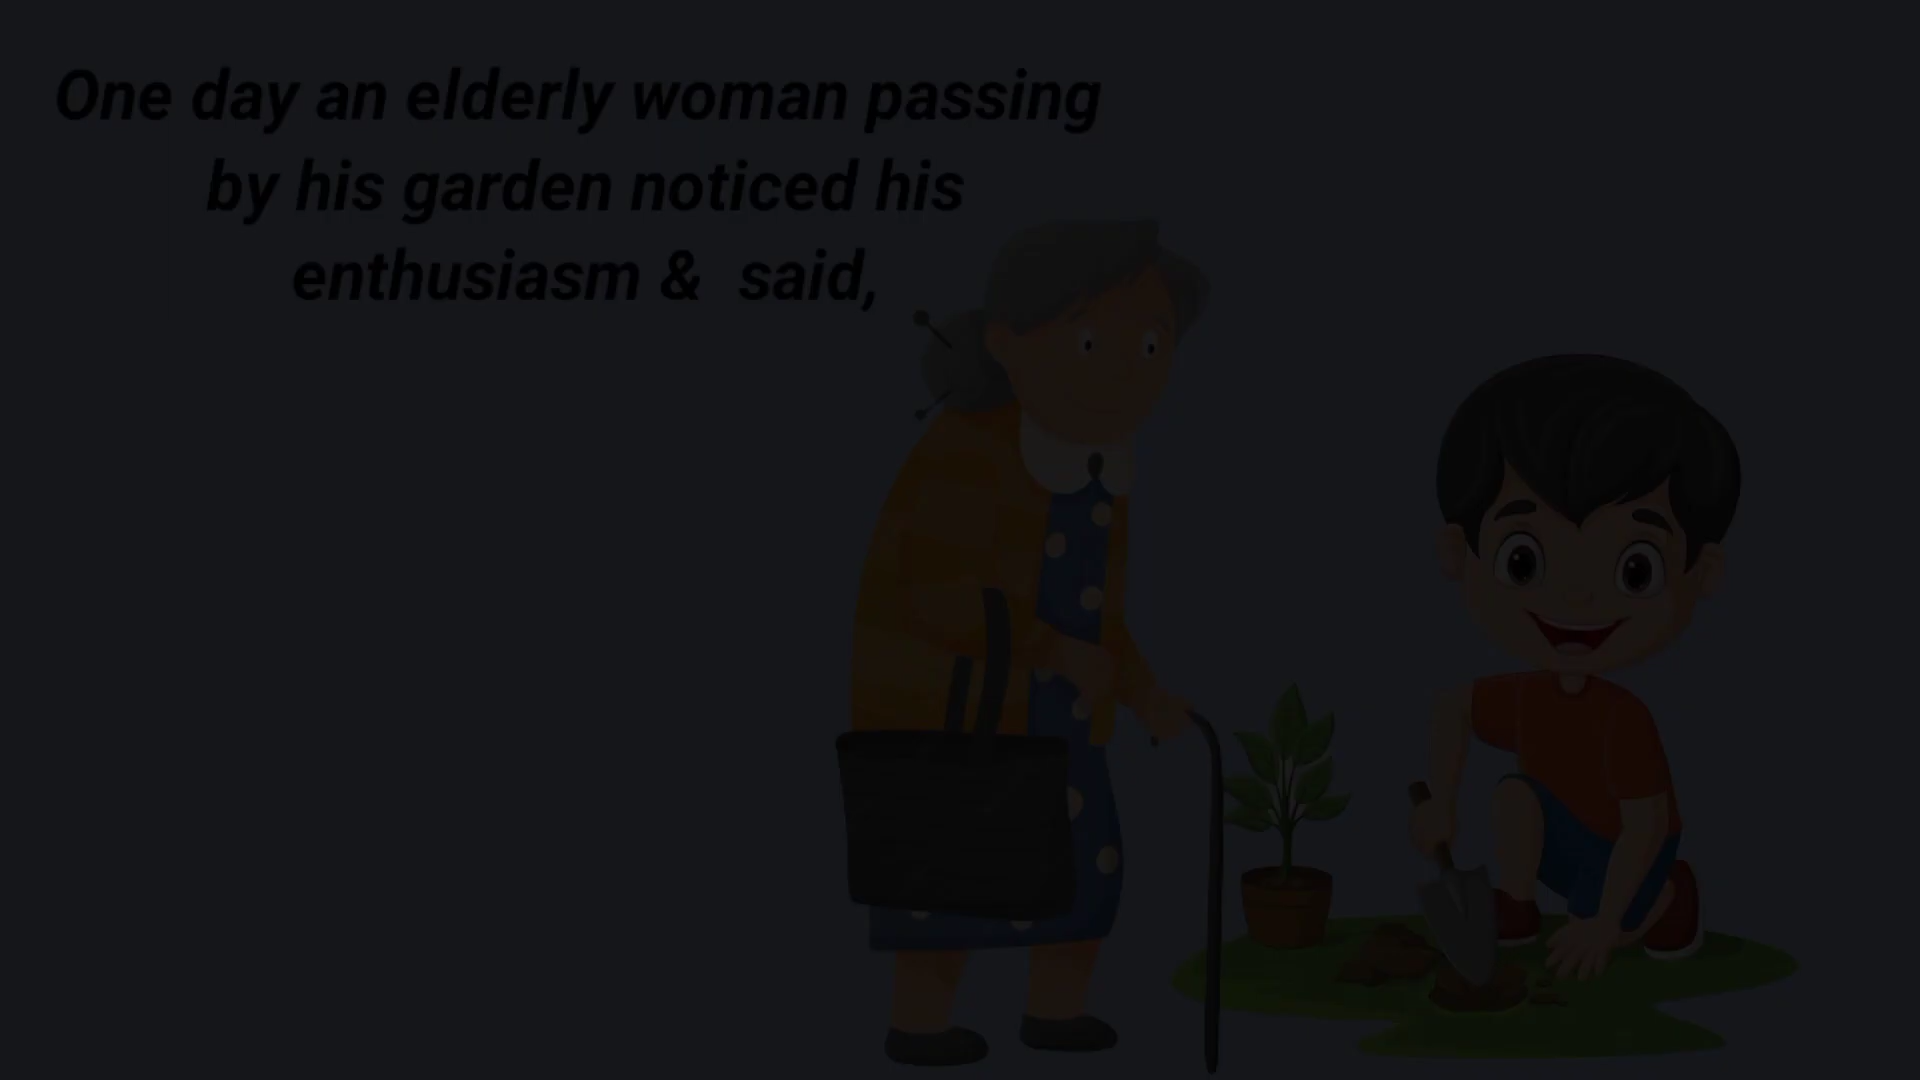 One day an elderly woman passing
by his garden noticed his
enthusiasm &  said,